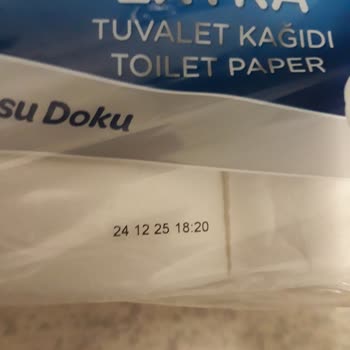 TUVALET KAĞIDI
TOILET PAPER
su Doku
24 12 25 18:20